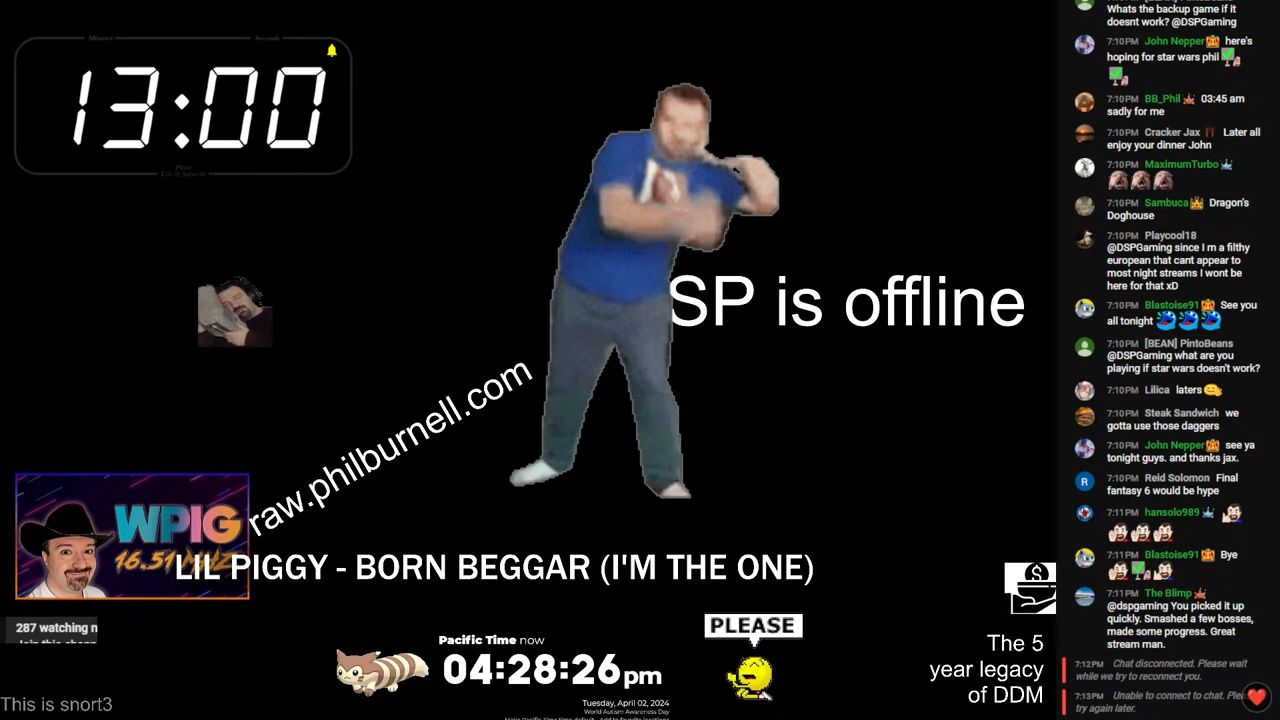 Minutes
Seconds
13:00
Please
Like & Subscribe
SP is offline
raw.philburnell.com
WPIG
16.51 MHZ
LIL PIGGY - BORN BEGGAR (I'M THE ONE)
287 watching n
This is snort3
Pacific Time now
04:28:26pm
Tuesday, April 02, 2024
World Autism Awareness Day
PLEASE
The 5
year legacy
of DDM
Whats the backup game if it
doesnt work? @DSPGaming
7:10PM John Nepper here's
hoping for star wars phil
7:10PM BB_Phil 03:45 am
sadly for me
7:10PM Cracker Jax Later all
enjoy your dinner John
7:10PM MaximumTurbo
7:10PM Sambuca Dragon's
Doghouse
7:10PM Playcool18
@DSPGaming since I m a filthy
european that cant appear to
most night streams I wont be
here for that xD
7:10PM Blastoise91 See you
all tonight
7:10PM [BEAN] PintoBeans
@DSPGaming what are you
playing if star wars doesn't work?
7:10PM Lilica laters
7:10PM Steak Sandwich we
gotta use those daggers
7:10PM John Nepper see ya
tonight guys. and thanks jax.
7:10PM Reid Solomon Final
fantasy 6 would be hype
7:11PM hansolo989
7:11PM Blastoise91 Bye
7:11PM The Blimp
@dspgaming You picked it up
quickly. Smashed a few bosses,
made some progress. Great
stream man.
7:12PM Chat disconnected. Please wait
while we try to reconnect you.
7:13PM Unable to connect to chat. Ple
try again later.